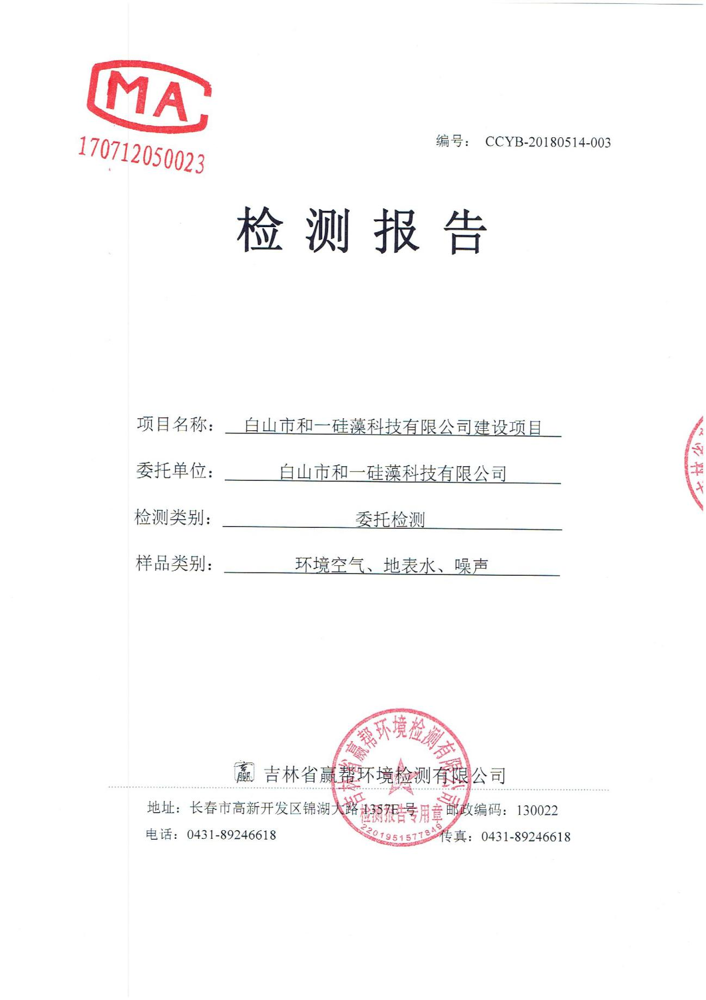 MA
170712050023
编号： CCYB-20180514-003
检测报告
项目名称： 白山市和一硅藻科技有限公司建设项目
委托单位： 白山市和一硅藻科技有限公司
检测类别： 委托检测
样品类别： 环境空气、地表水、噪声
吉林省赢帮环境检测有限公司
吉林省赢帮环境检测有限公司
地址：长春市高新开发区锦湖大路 1357E 号 邮政编码：130022
检测报告专用章
2201951577849
电话：0431-89246618 传真：0431-89246618